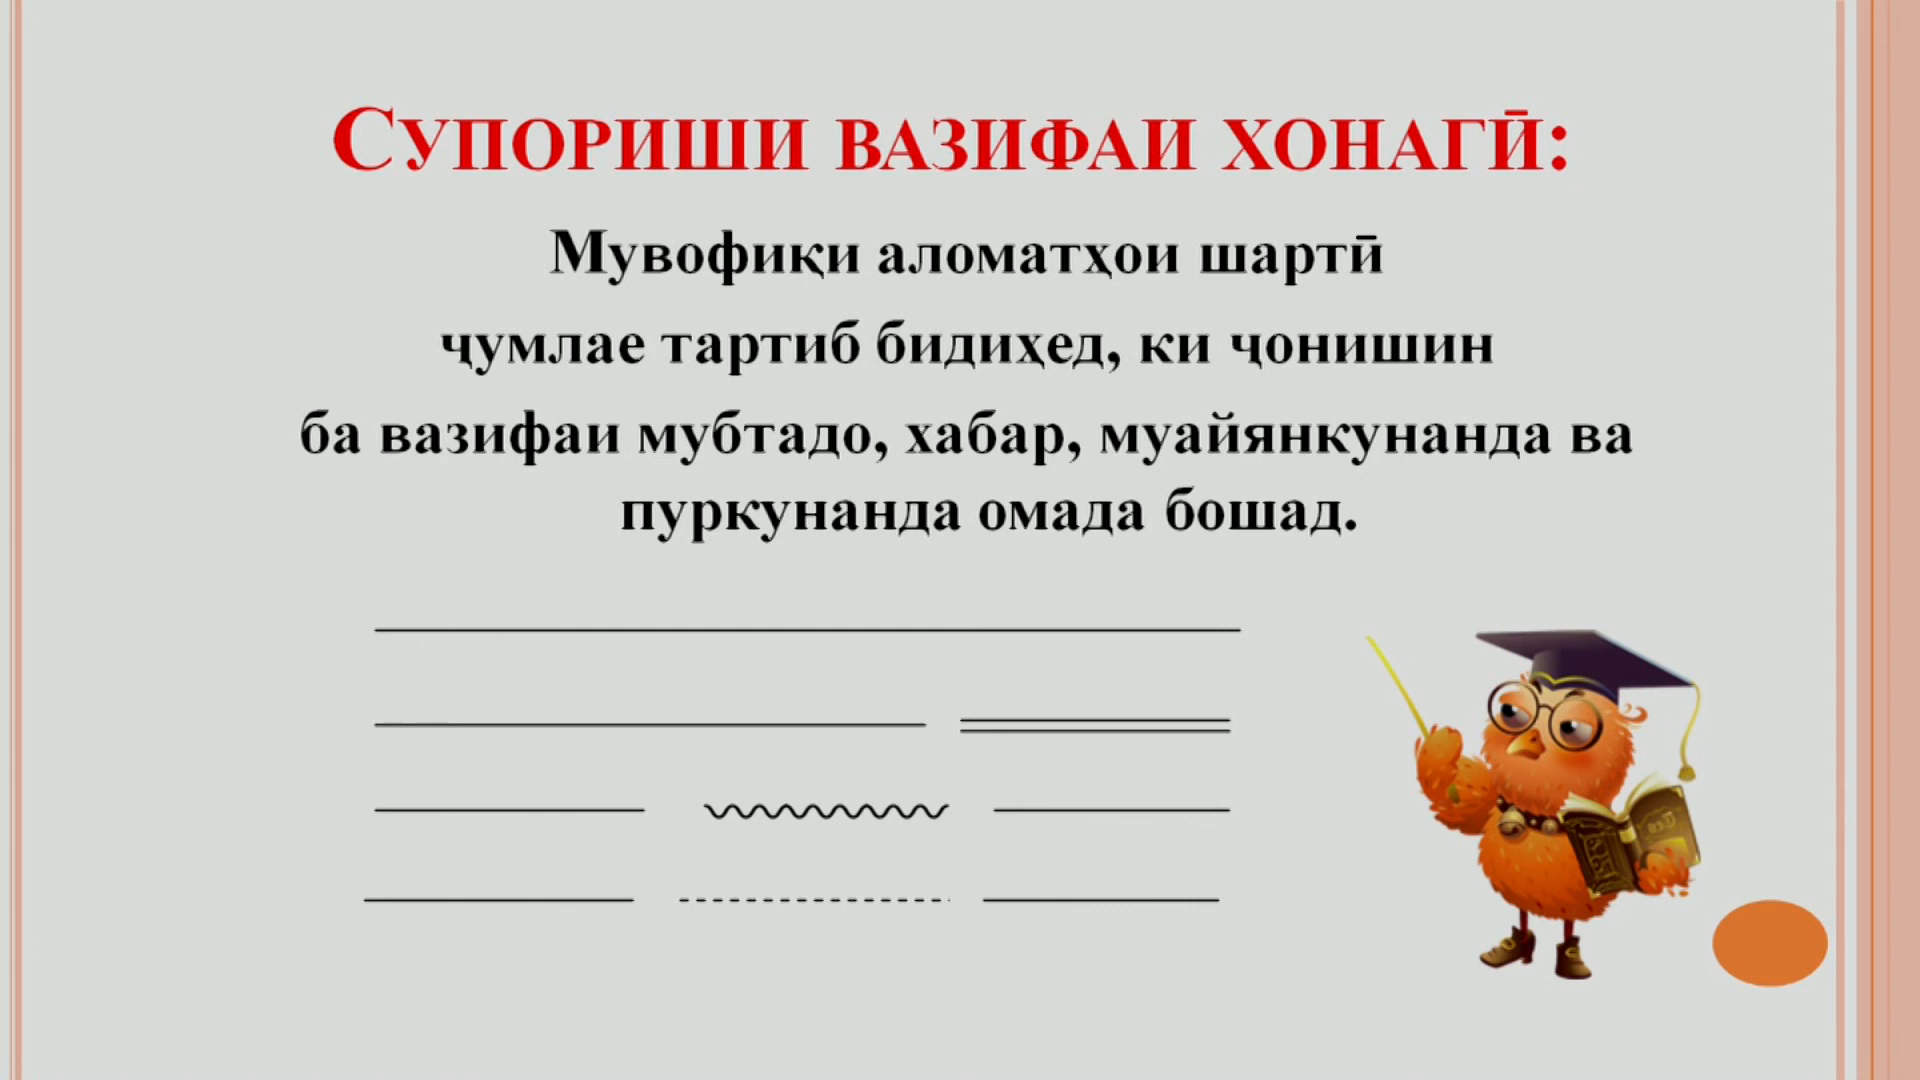 Супориши вазифаи хонагӣ:
Мувофиқи аломатҳои шартӣ
ҷумлае тартиб бидиҳед, ки ҷонишин
ба вазифаи мубтадо, хабар, муайянкунанда ва
пуркунанда омада бошад.